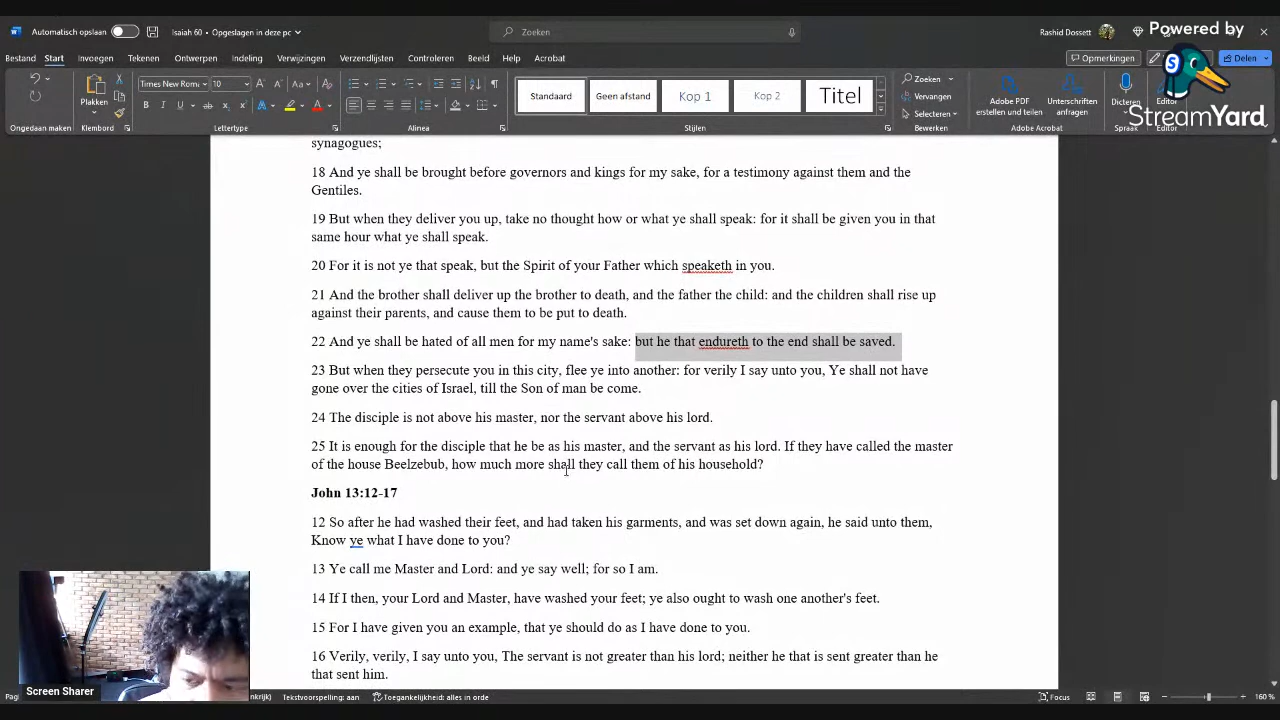 Powered by
StreamYard
Automatisch opslaan
Isaiah 60 • Opgeslagen in deze pc
Zoeken
Rashid Dossett
Bestand Start Invoegen Tekenen Ontwerpen Indeling Verwijzingen Verzendlijsten Controleren Beeld Help Acrobat
Opmerkingen
Delen
Times New Rom 10
Plakken
Standaard Geen afstand Kop 1 Kop 2 Titel
Zoeken
Vervangen
Selecteren
Adobe PDF
erstellen und teilen
Unterschriften
anfragen
Dicteren
Editor
Ongedaan maken Klembord Lettertype Alinea Stijlen Bewerken Adobe Acrobat Spraak Editor
synagogues;
18 And ye shall be brought before governors and kings for my sake, for a testimony against them and the
Gentiles.
19 But when they deliver you up, take no thought how or what ye shall speak: for it shall be given you in that
same hour what ye shall speak.
20 For it is not ye that speak, but the Spirit of your Father which speaketh in you.
21 And the brother shall deliver up the brother to death, and the father the child: and the children shall rise up
against their parents, and cause them to be put to death.
22 And ye shall be hated of all men for my name's sake: but he that endureth to the end shall be saved.
23 But when they persecute you in this city, flee ye into another: for verily I say unto you, Ye shall not have
gone over the cities of Israel, till the Son of man be come.
24 The disciple is not above his master, nor the servant above his lord.
25 It is enough for the disciple that he be as his master, and the servant as his lord. If they have called the master
of the house Beelzebub, how much more shall they call them of his household?
John 13:12-17
12 So after he had washed their feet, and had taken his garments, and was set down again, he said unto them,
Know ye what I have done to you?
13 Ye call me Master and Lord: and ye say well; for so I am.
14 If I then, your Lord and Master, have washed your feet; ye also ought to wash one another's feet.
15 For I have given you an example, that ye should do as I have done to you.
16 Verily, verily, I say unto you, The servant is not greater than his lord; neither he that is sent greater than he
that sent him.
Screen Sharer
Tekstvoorspelling: aan
Toegankelijkheid: alles in orde
Focus
160 %